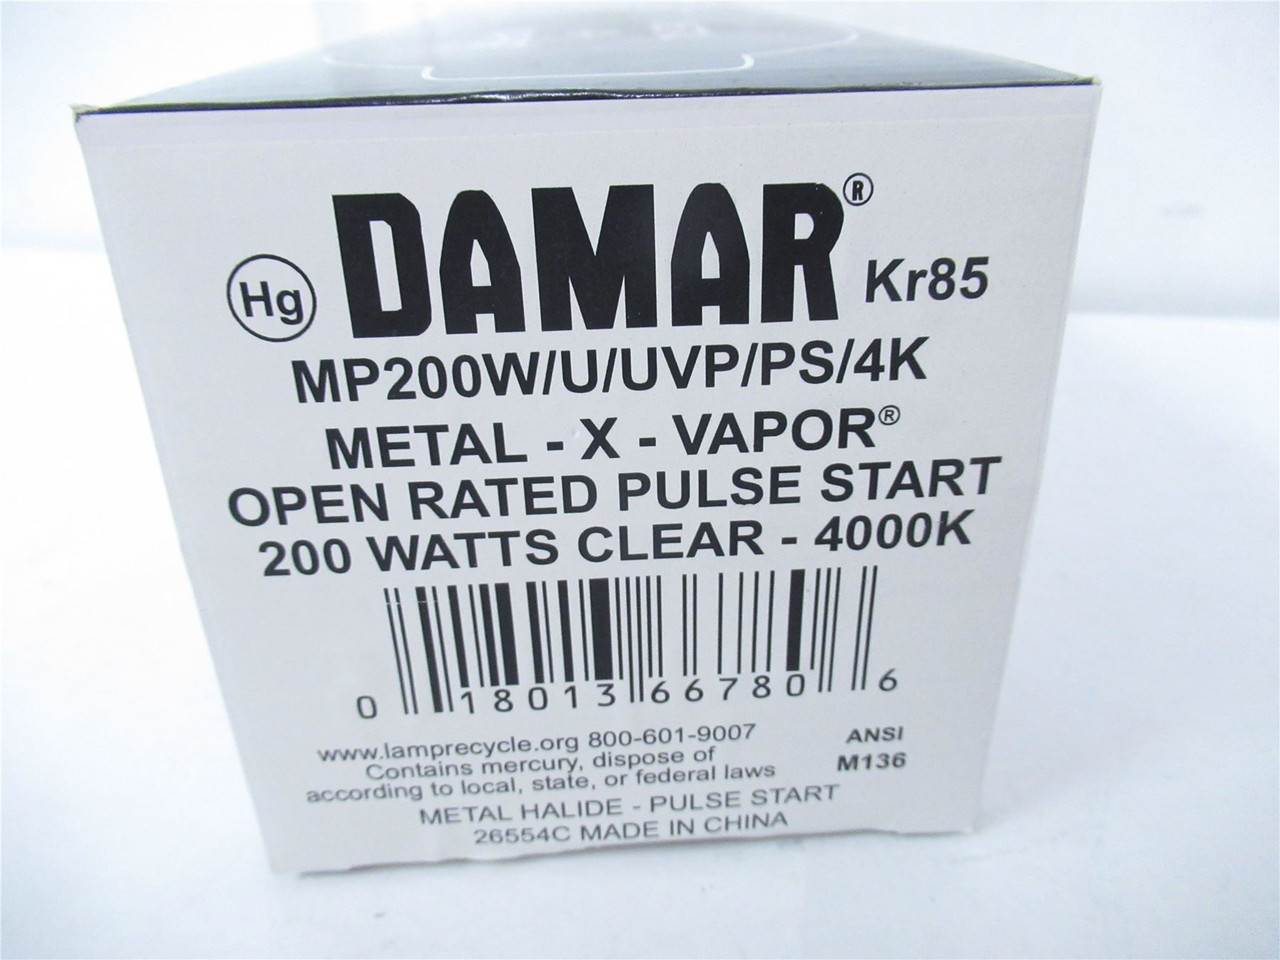 DAMAR®
Hg
Kr85
MP200W/U/UVP/PS/4K
METAL - X - VAPOR®
OPEN RATED PULSE START
200 WATTS CLEAR - 4000K
0 18013 66780 6
www.lamprecycle.org 800-601-9007
Contains mercury, dispose of
according to local, state, or federal laws
ANSI
M136
METAL HALIDE - PULSE START
26554C MADE IN CHINA